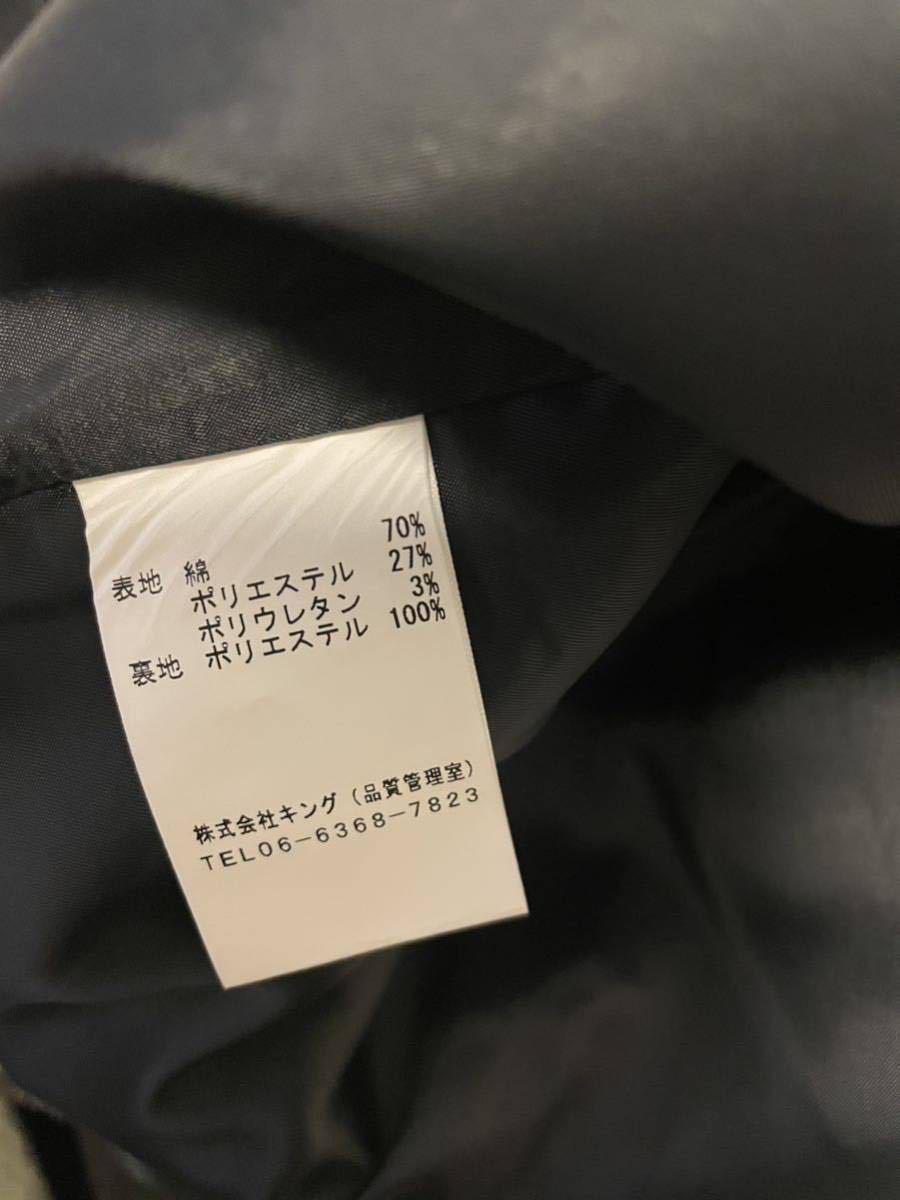 表地 綿 70%
ポリエステル 27%
ポリウレタン 3%
裏地 ポリエステル 100%
株式会社キング(品質管理室)
TEL06-6368-7823